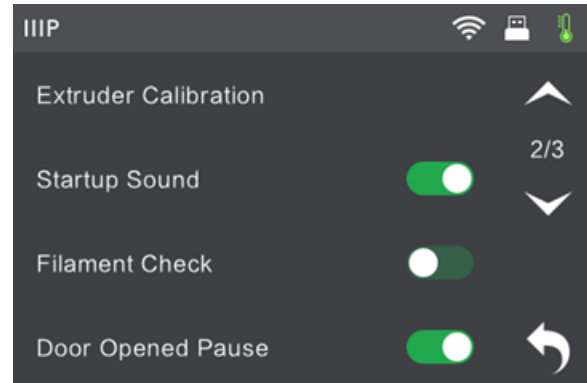 IIIP
Extruder Calibration
2/3
Startup Sound
Filament Check
Door Opened Pause